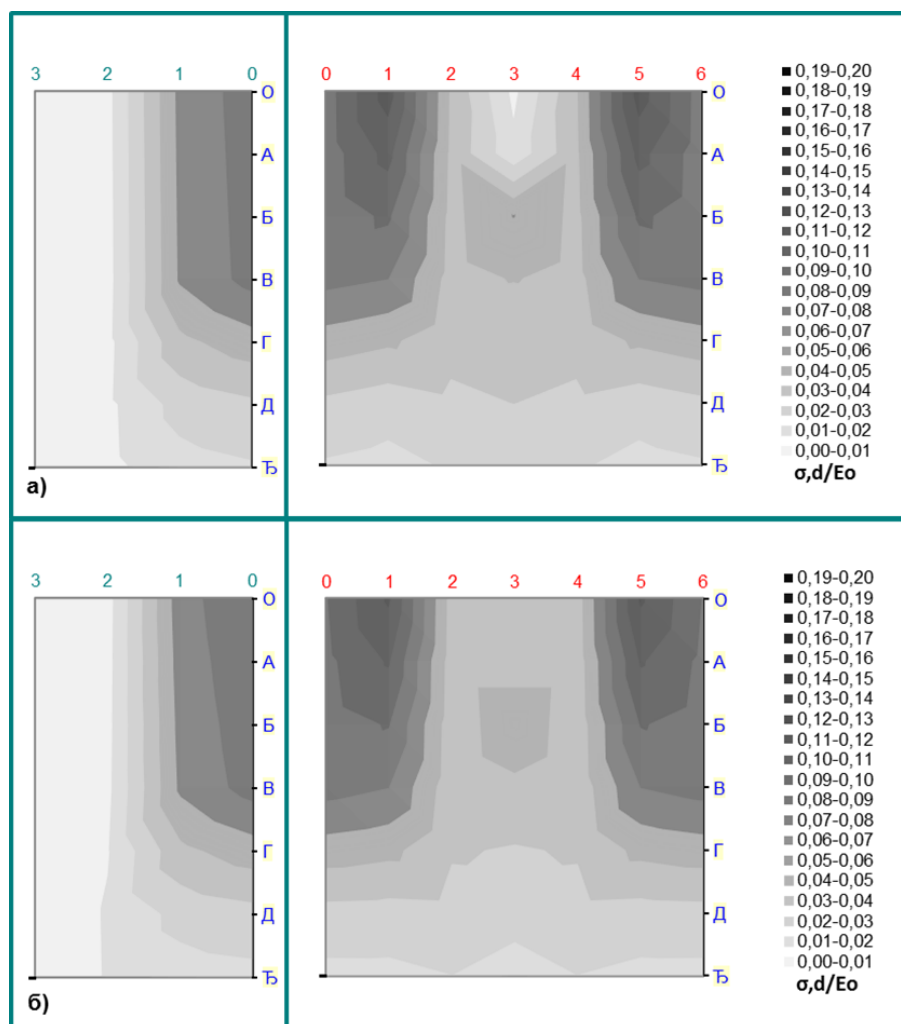 3 2 1 0
0 1 2 3 4 5 6
О
А
Б
В
Г
Д
Ђ
О
А
Б
В
Г
Д
Ђ
0,19-0,20
0,18-0,19
0,17-0,18
0,16-0,17
0,15-0,16
0,14-0,15
0,13-0,14
0,12-0,13
0,11-0,12
0,10-0,11
0,09-0,10
0,08-0,09
0,07-0,08
0,06-0,07
0,05-0,06
0,04-0,05
0,03-0,04
0,02-0,03
0,01-0,02
0,00-0,01
σ,d/Eo
а)
3 2 1 0
0 1 2 3 4 5 6
О
А
Б
В
Г
Д
Ђ
О
А
Б
В
Г
Д
Ђ
0,19-0,20
0,18-0,19
0,17-0,18
0,16-0,17
0,15-0,16
0,14-0,15
0,13-0,14
0,12-0,13
0,11-0,12
0,10-0,11
0,09-0,10
0,08-0,09
0,07-0,08
0,06-0,07
0,05-0,06
0,04-0,05
0,03-0,04
0,02-0,03
0,01-0,02
0,00-0,01
σ,d/Eo
б)